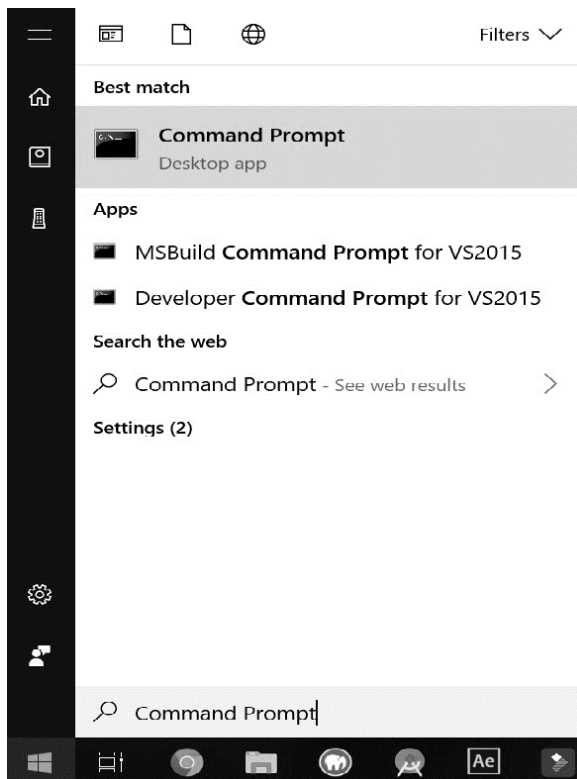 Filters
Best match
Command Prompt
Desktop app
Apps
MSBuild Command Prompt for VS2015
Developer Command Prompt for VS2015
Search the web
Command Prompt - See web results
Settings (2)
Command Prompt
Ae